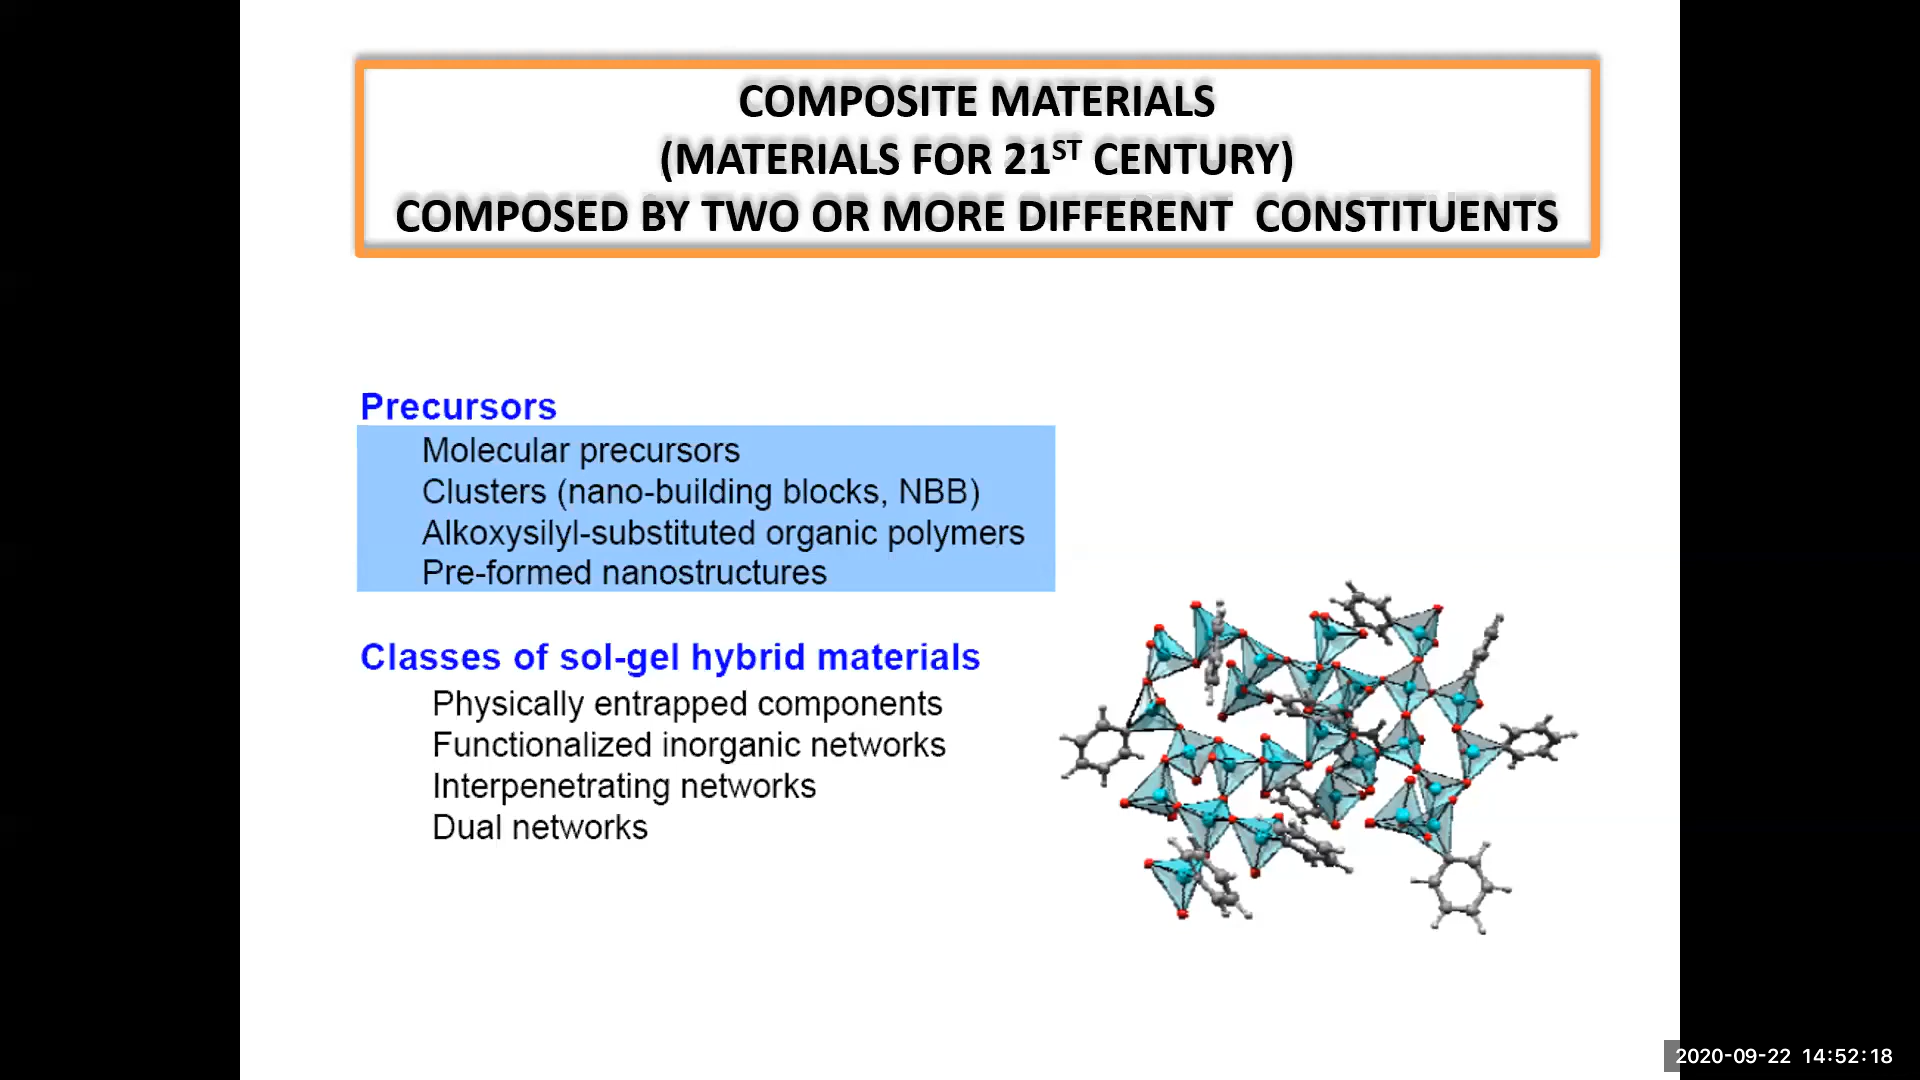 COMPOSITE MATERIALS
(MATERIALS FOR 21ST CENTURY)
COMPOSED BY TWO OR MORE DIFFERENT CONSTITUENTS
Precursors
Molecular precursors
Clusters (nano-building blocks, NBB)
Alkoxysilyl-substituted organic polymers
Pre-formed nanostructures
Classes of sol-gel hybrid materials
Physically entrapped components
Functionalized inorganic networks
Interpenetrating networks
Dual networks
2020-09-22 14:52:18